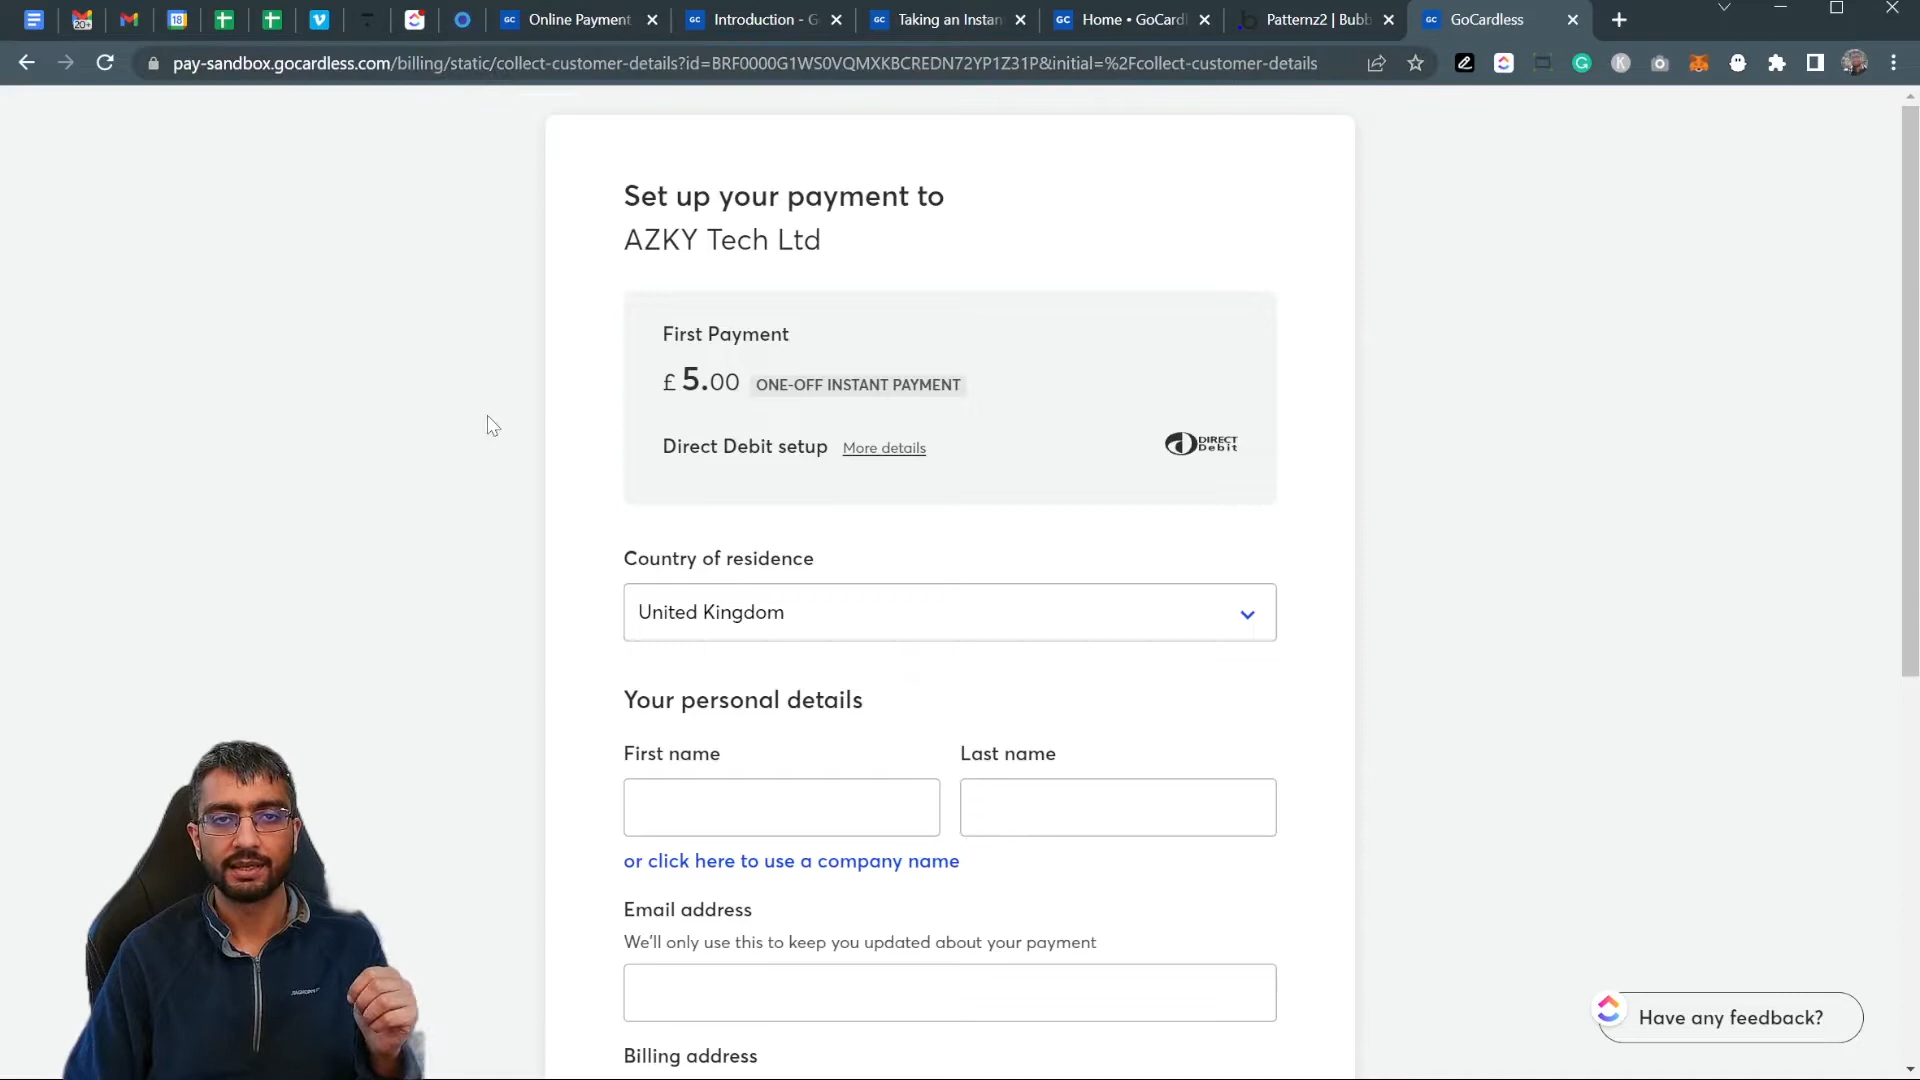 20+
18
Online Payment
Introduction - G
Taking an Instan
Home • GoCardl
Patternz2 | Bubb
GoCardless
pay-sandbox.gocardless.com/billing/static/collect-customer-details?id=BRF0000G1WS0VQMXKBCREDN72YP1Z31P&initial=%2Fcollect-customer-details
Set up your payment to
AZKY Tech Ltd
First Payment
£ 5.00 ONE-OFF INSTANT PAYMENT
Direct Debit setup More details
DIRECT
Debit
Country of residence
United Kingdom
Your personal details
First name
Last name
or click here to use a company name
Email address
We'll only use this to keep you updated about your payment
Billing address
Have any feedback?